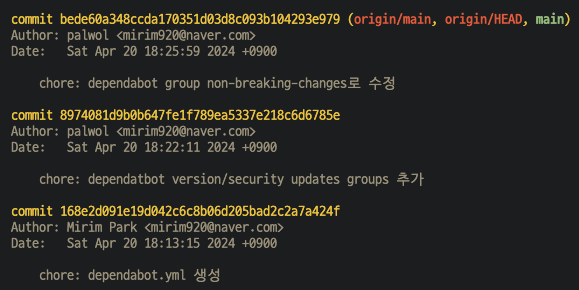 commit bede60a348ccda170351d03d8c093b104293e979 (origin/main, origin/HEAD, main)
Author: palwol <mirim920@naver.com>
Date:   Sat Apr 20 18:25:59 2024 +0900
chore: dependabot group non-breaking-changes로 수정
commit 8974081d9b0b647fe1f789ea5337e218c6d6785e
Author: palwol <mirim920@naver.com>
Date:   Sat Apr 20 18:22:11 2024 +0900
chore: dependatbot version/security updates groups 추가
commit 168e2d091e19d042c6c8b06d205bad2c2a7a424f
Author: Mirim Park <mirim920@naver.com>
Date:   Sat Apr 20 18:13:15 2024 +0900
chore: dependabot.yml 생성